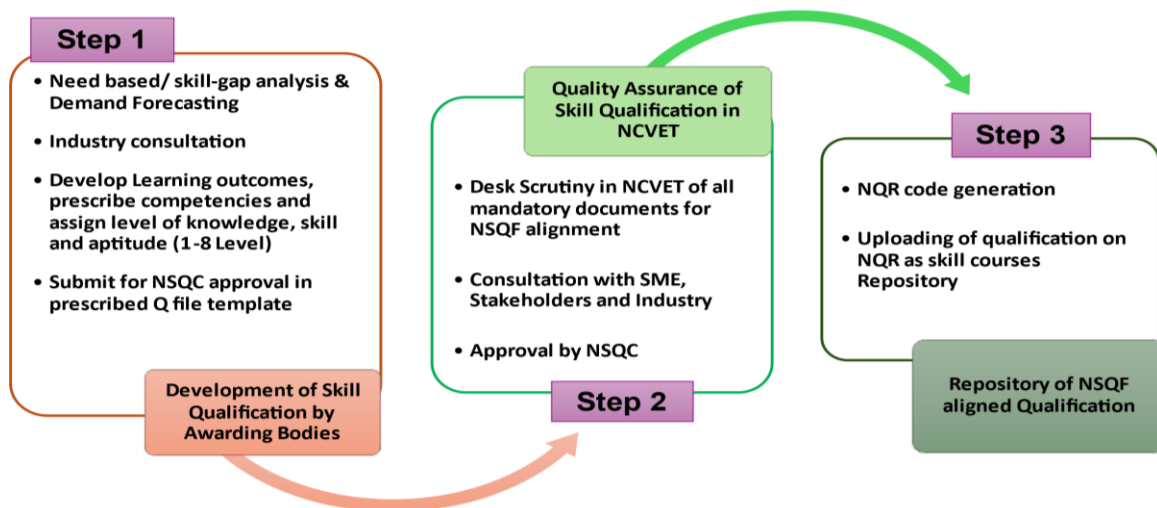 Step 1
• Need based/ skill-gap analysis &
Demand Forecasting
• Industry consultation
• Develop Learning outcomes,
prescribe competencies and
assign level of knowledge, skill
and aptitude (1-8 Level)
• Submit for NSQC approval in
prescribed Q file template
Development of Skill
Qualification by
Awarding Bodies
Quality Assurance of
Skill Qualification in
NCVET
• Desk Scrutiny in NCVET of all
mandatory documents for
NSQF alignment
• Consultation with SME,
Stakeholders and Industry
• Approval by NSQC
Step 2
Step 3
• NQR code generation
• Uploading of qualification on
NQR as skill courses
Repository
Repository of NSQF
aligned Qualification